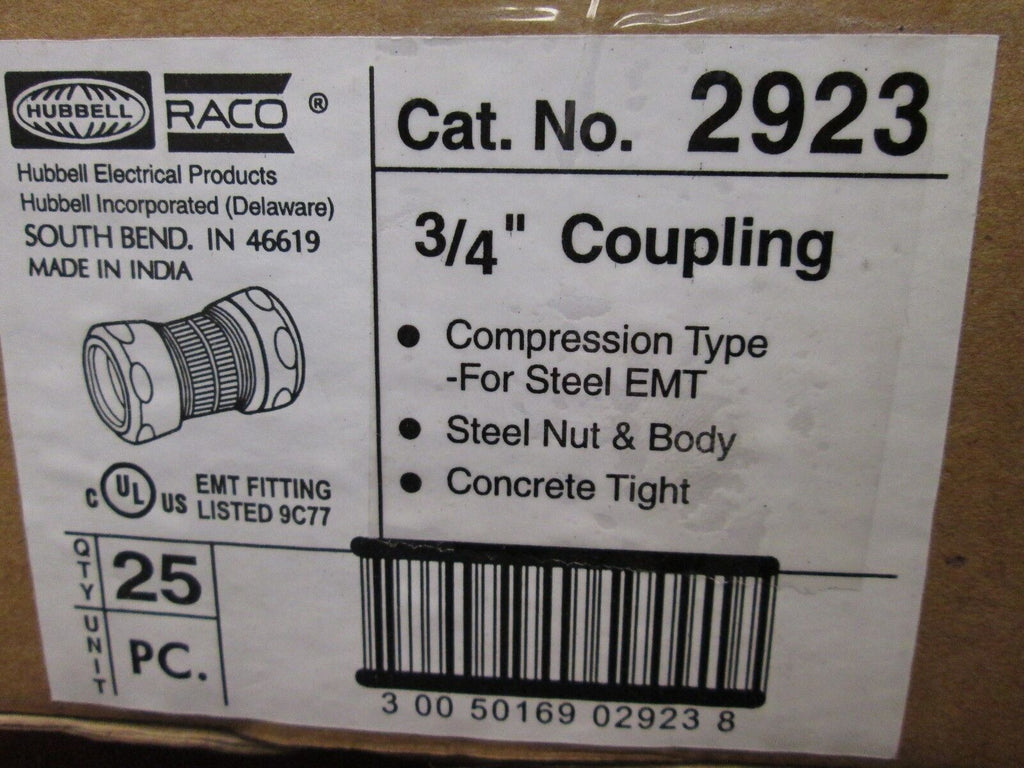 HUBBELL
RACO ®
Hubbell Electrical Products
Hubbell Incorporated (Delaware)
SOUTH BEND. IN 46619
MADE IN INDIA
Cat. No. 2923
3/4" Coupling
● Compression Type
-For Steel EMT
● Steel Nut & Body
● Concrete Tight
C UL US
EMT FITTING
LISTED 9C77
QTY 25
UNIT PC.
3 00 50169 02923 8